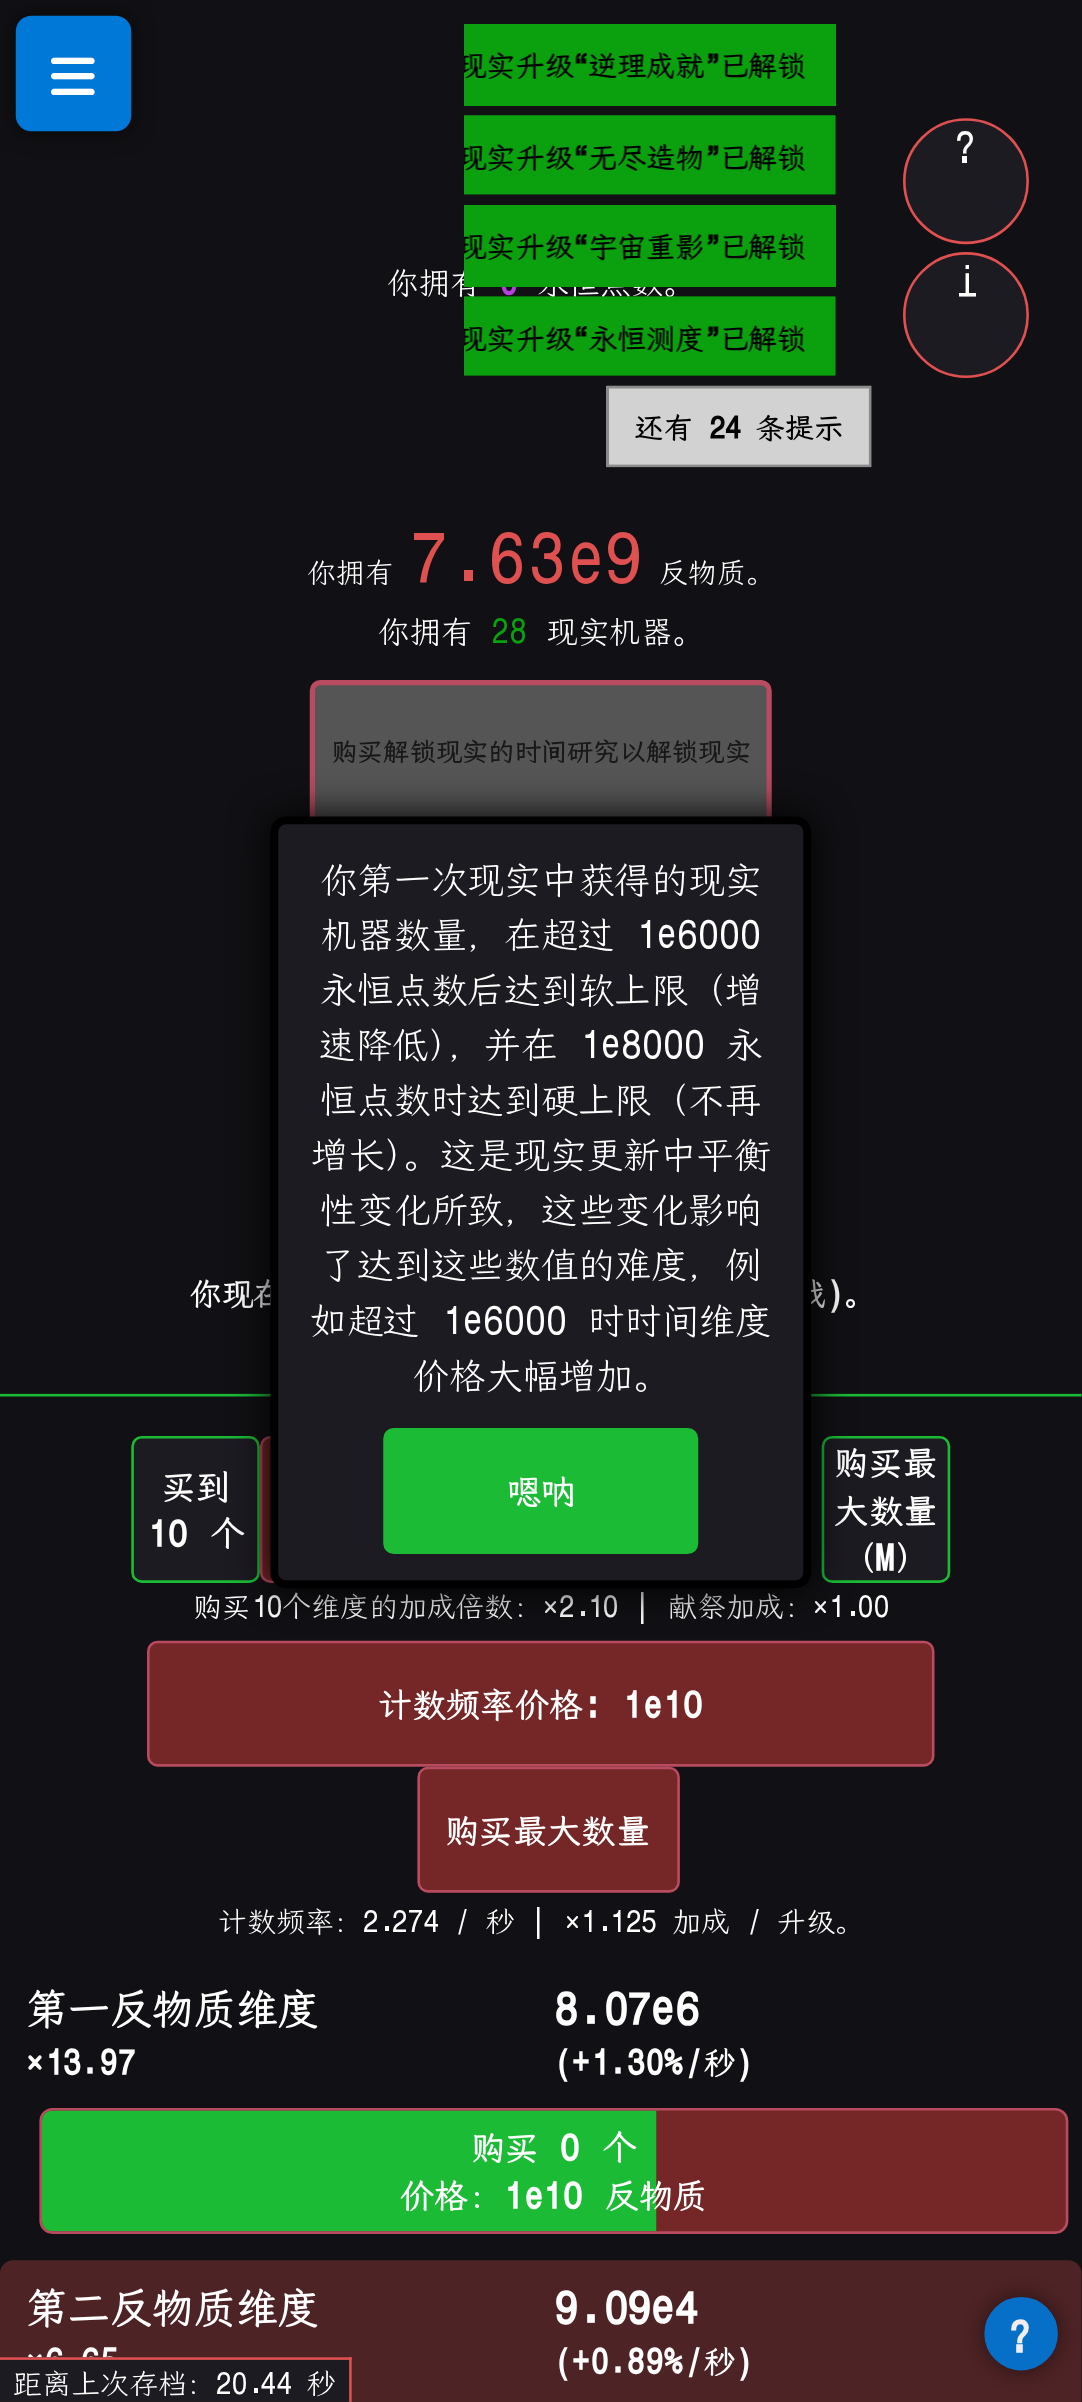 现实升级“逆理成就”已解锁
现实升级“无尽造物”已解锁
?
现实升级“宇宙重影”已解锁
你拥有 永恒点数。
i
现实升级“永恒测度”已解锁
还有 24 条提示
你拥有 7.63e9 反物质。
你拥有 28 现实机器。
购买解锁现实的时间研究以解锁现实
你第一次现实中获得的现实
机器数量，在超过 1e6000
永恒点数后达到软上限（增
速降低），并在 1e8000 永
恒点数时达到硬上限（不再
增长）。这是现实更新中平衡
性变化所致，这些变化影响
了达到这些数值的难度，例
如超过 1e6000 时时间维度
价格大幅增加。
嗯呐
你现在 战)。
买到
10 个
购买最
大数量
(M)
购买10个维度的加成倍数：×2.10 | 献祭加成：×1.00
计数频率价格: 1e10
购买最大数量
计数频率：2.274 / 秒 | ×1.125 加成 / 升级。
第一反物质维度
×13.97
8.07e6
(+1.30%/秒)
购买 0 个
价格：1e10 反物质
第二反物质维度
9.09e4
(+0.89%/秒)
?
距离上次存档：20.44 秒